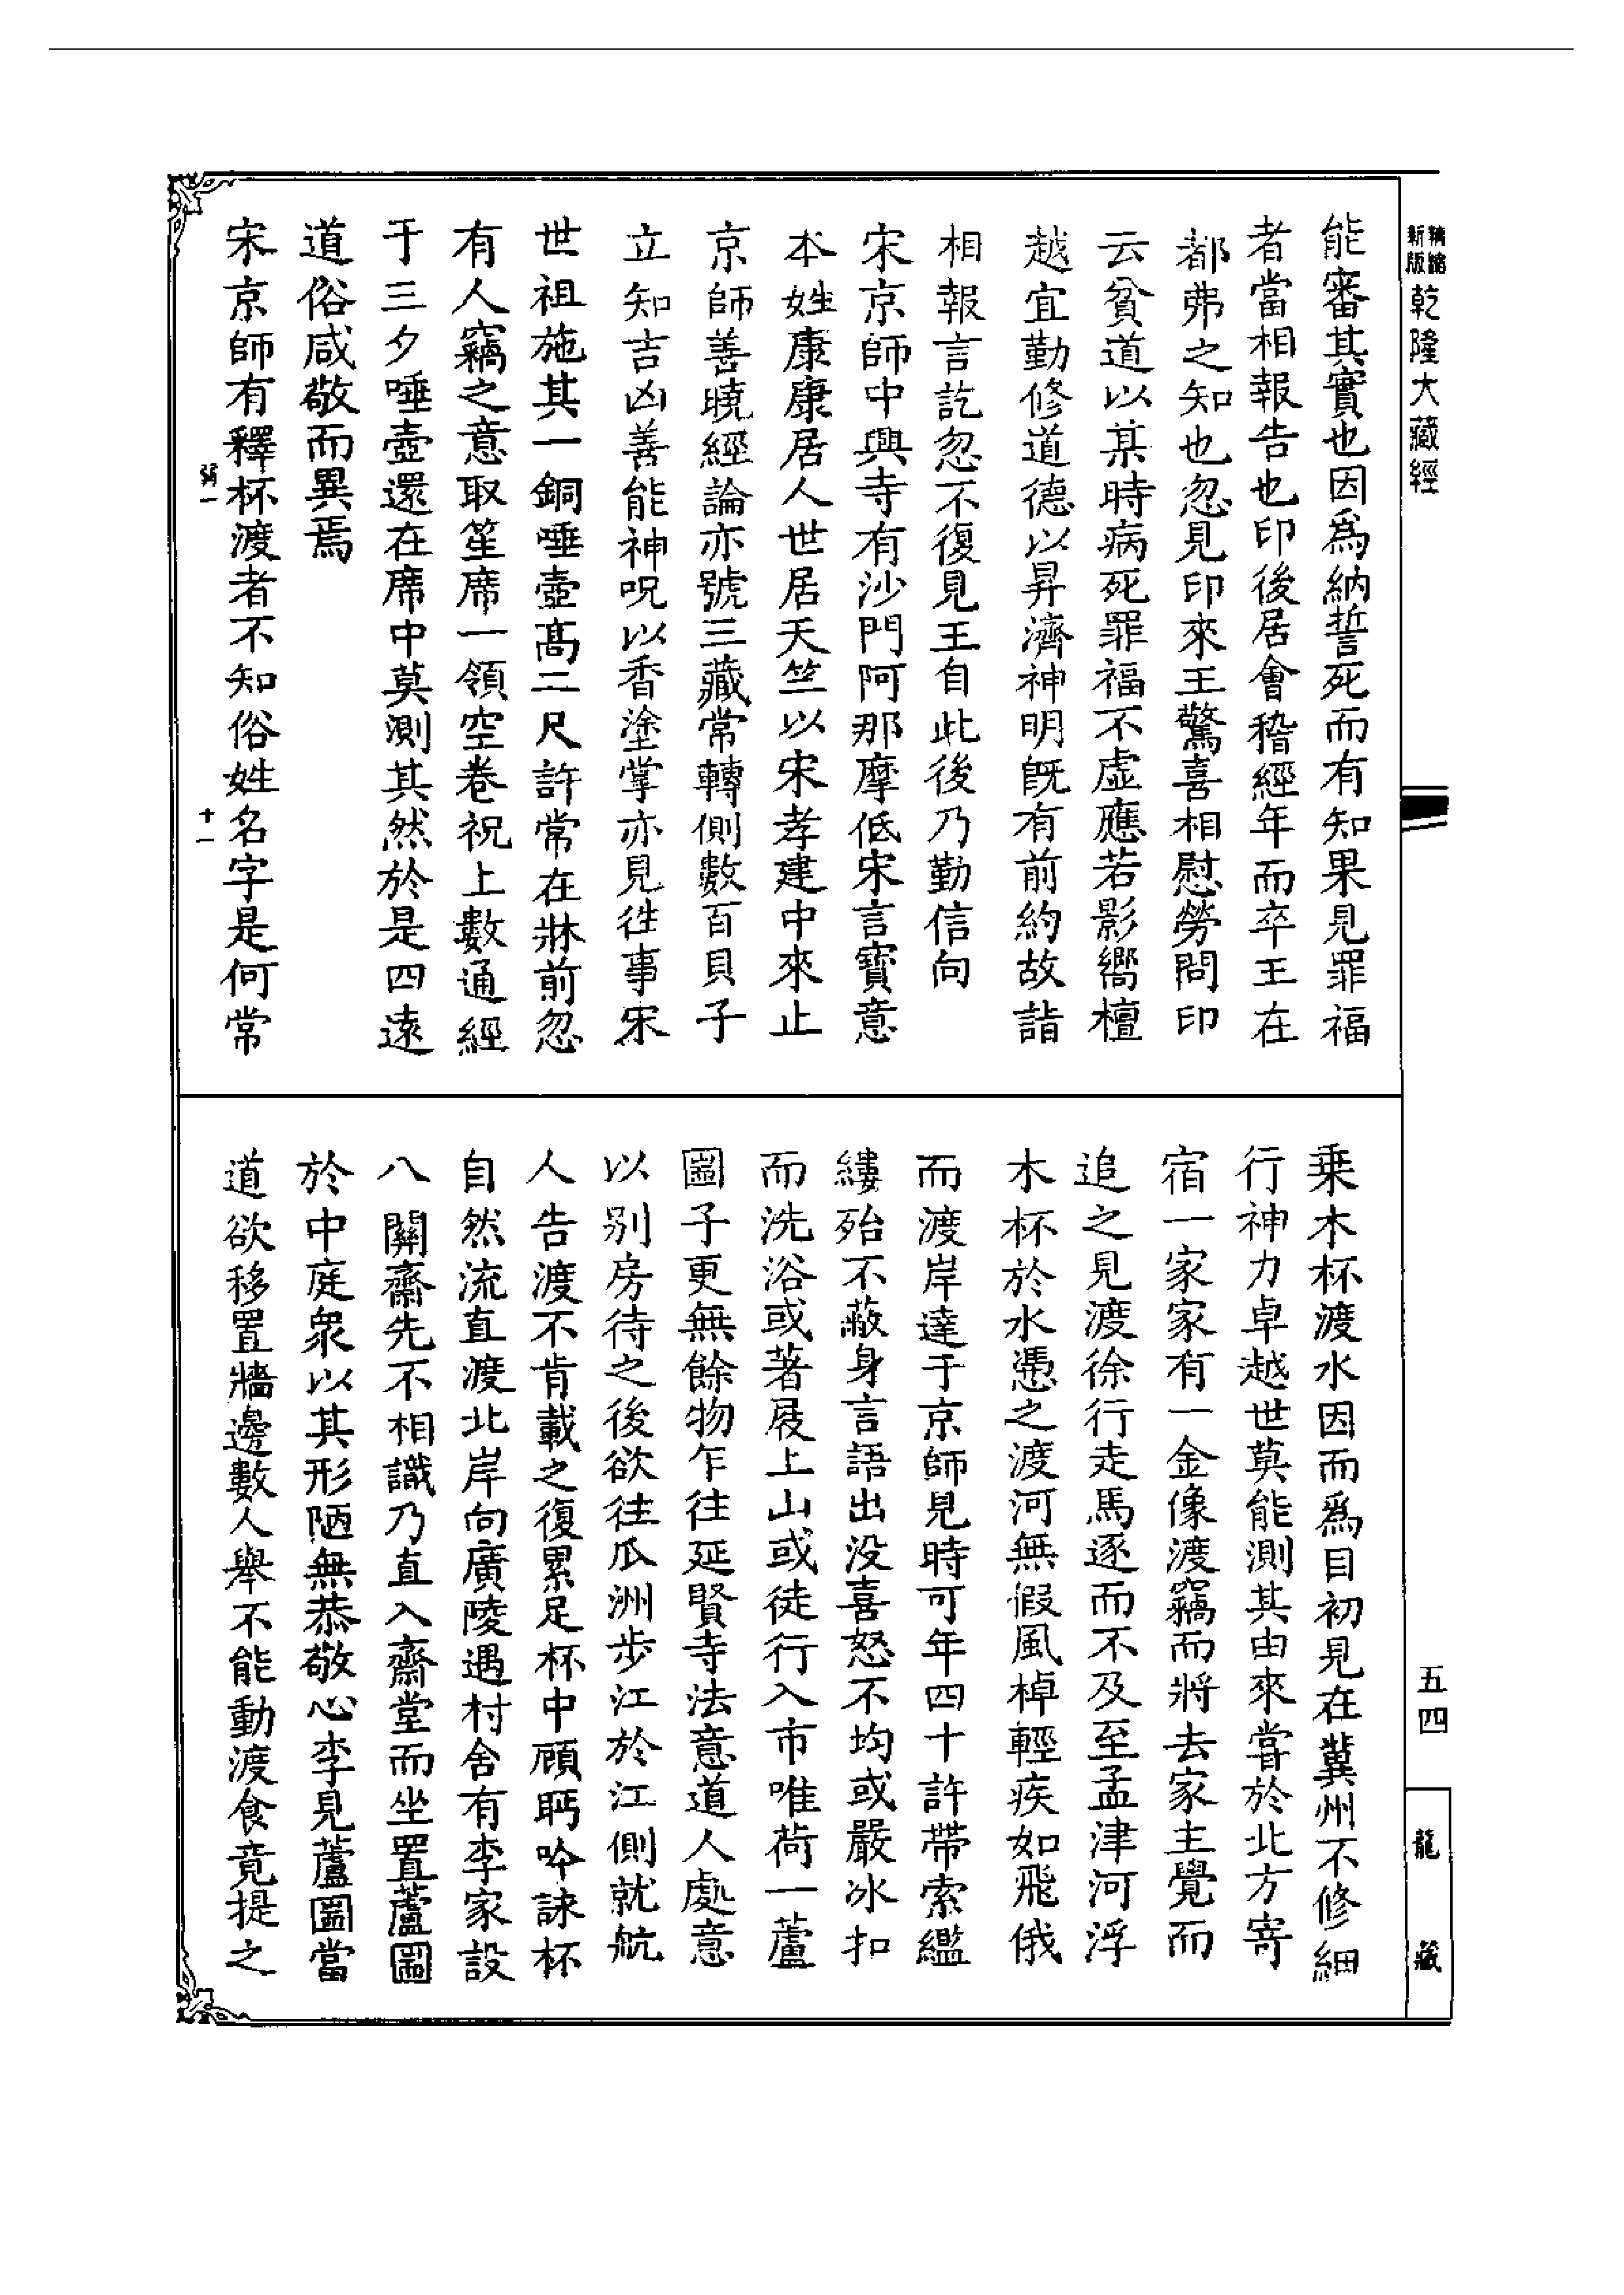 精縮新版乾隆大藏經
能審其實也因爲納誓死而有知果見罪福
者當相報告也印後居會稽經年而卒王在
都弗之知也忽見印來王驚喜相慰勞問印
云貧道以某時病死罪福不虛應若影嚮檀
越宜勤修道德以昇濟神明旣有前約故詣
相報言訖忽不復見王自此後乃勤信向
宋京師中興寺有沙門阿那摩低宋言寶意
本姓康康居人世居天竺以宋孝建中來止
京師善曉經論亦號三藏常轉側數百貝子
立知吉凶善能神呪以香塗掌亦見徃事宋
世祖施其一銅唾壺高二尺許常在牀前忽
有人竊之意取笙席一領空卷祝上數通經
于三夕唾壺還在席中莫測其然於是四遠
道俗咸敬而異焉
宋京師有釋杯渡者不知俗姓名字是何常
弱一 十一
乘木杯渡水因而爲目初見在冀州不修細
行神力卓越世莫能測其由來嘗於北方寄
宿一家家有一金像渡竊而將去家主覺而
追之見渡徐行走馬逐而不及至孟津河浮
木杯於水憑之渡河無假風棹輕疾如飛俄
而渡岸達于京師見時可年四十許帶索繿
縷殆不蔽身言語出没喜怒不均或嚴冰扣
而洗浴或著屐上山或徒行入市唯荷一蘆
圌子更無餘物乍往延賢寺法意道人處意
以别房待之後欲徃瓜洲步江於江側就航
人告渡不肯載之復累足杯中顧眄吟詠杯
自然流直渡北岸向廣陵遇村舍有李家設
八關齋先不相識乃直入齋堂而坐置蘆圌
於中庭衆以其形陋無恭敬心李見蘆圌當
道欲移置牆邊數人舉不能動渡食竟提之
五四
龍藏